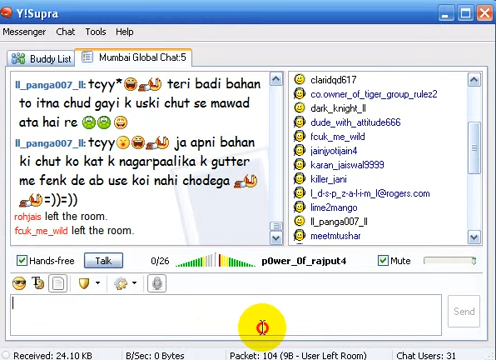 Y!Supra
Messenger Chat Tools Help
Buddy List Mumbai Global Chat:5
ll_panga007_ll: tcyy* teri badi bahan
to itna chud gayi k uski chut se mawad
ata hai re
ll_panga007_ll: tcyy ja apni bahan
ki chut ko kat k nagarpaalika k gutter
me fenk de ab use koi nahi chodega
=))=))
rohjais left the room.
fcuk_me_wild left the room.
claridqd617
co.owner_of_tiger_group_rulez2
dark_knight_ll
dude_with_attitude666
fcuk_me_wild
jainjyotijain4
karan_jaiswal9999
killer_jani
l_d-s_p_z_a-l_i_m_l@rogers.com
lime2mango
ll_panga007_ll
meetmtushar
Hands-free Talk 0/26 p0wer_0f_rajput4 Mute
Send
Received: 24.10 KB B/Sec: 0 Bytes Packet: 104 (9B - User Left Room) Chat Users: 31